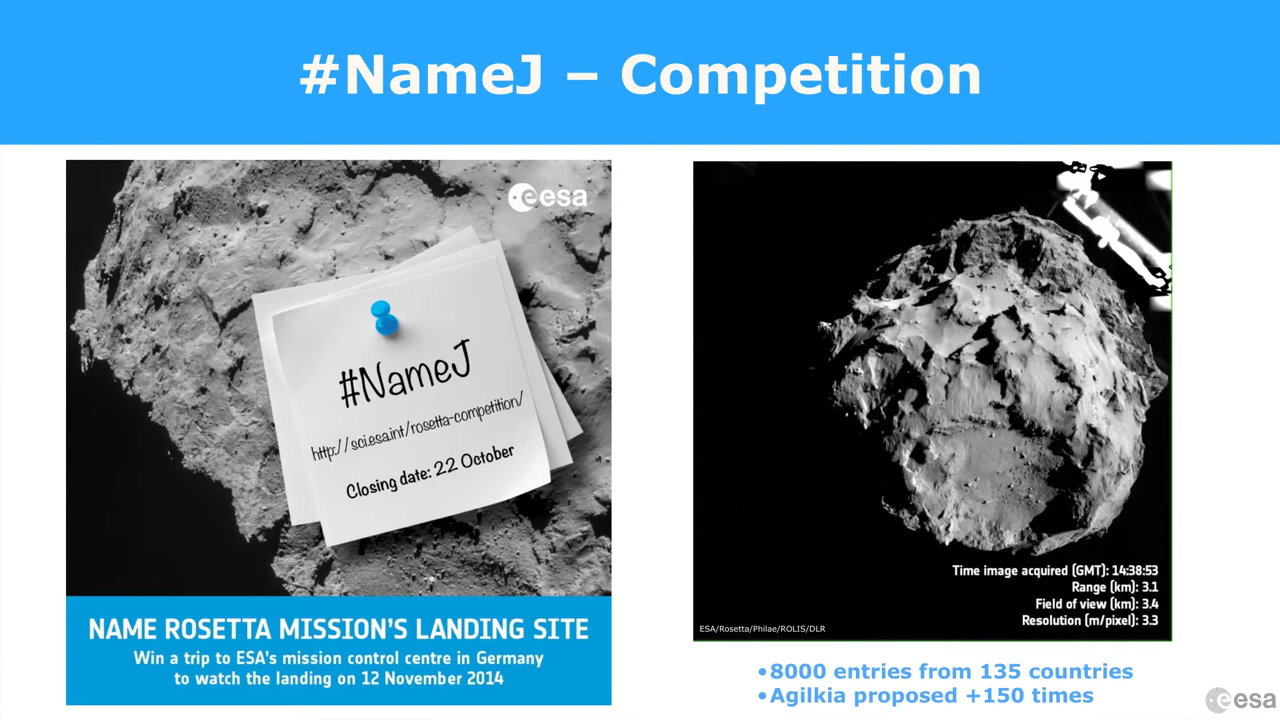 #NameJ – Competition
esa
#NameJ
http://sci.esa.int/rosetta-competition/
Closing date: 22 October
NAME ROSETTA MISSION'S LANDING SITE
Win a trip to ESA's mission control centre in Germany
to watch the landing on 12 November 2014
Time image acquired (GMT): 14:38:53
Range (km): 3.1
Field of view (km): 3.4
Resolution (m/pixel): 3.3
ESA/Rosetta/Philae/ROLIS/DLR
•8000 entries from 135 countries
•Agilkia proposed +150 times
esa